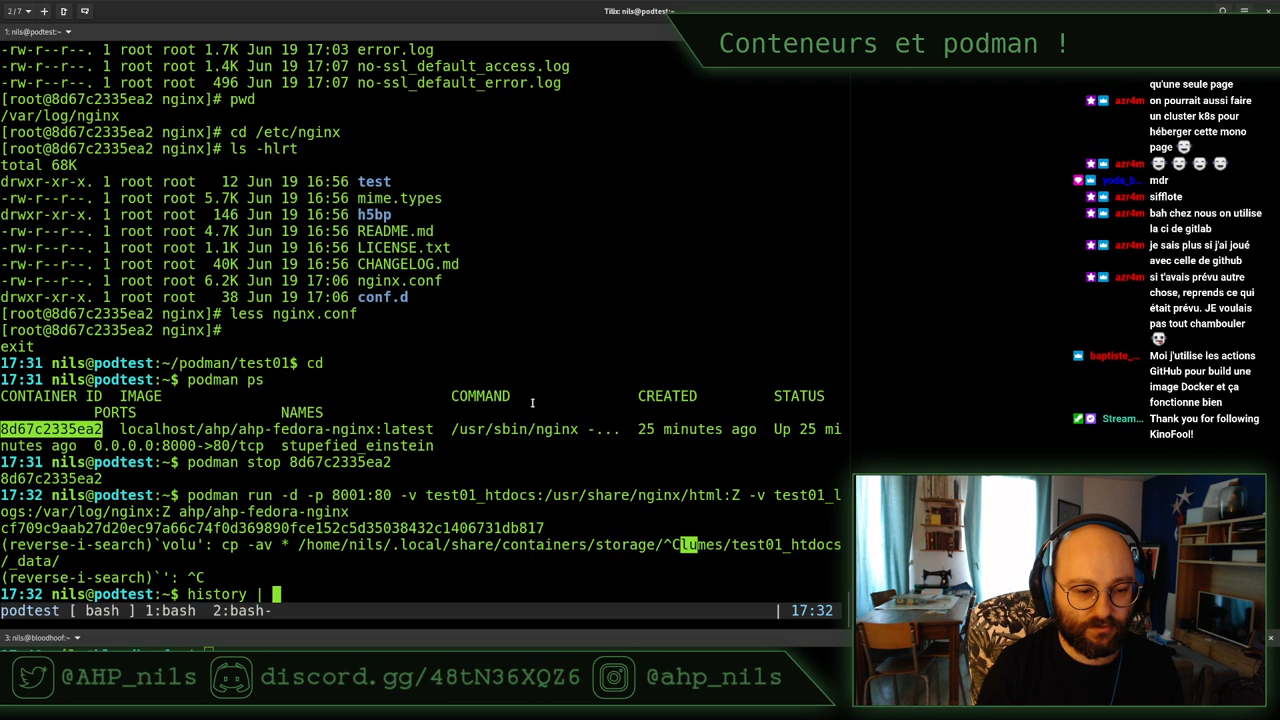 2 / 7
Tilix: nils@podtest:~
1: nils@podtest:~
Conteneurs et podman !
-rw-r--r--. 1 root root 1.7K Jun 19 17:03 error.log
-rw-r--r--. 1 root root 1.4K Jun 19 17:07 no-ssl_default_access.log
-rw-r--r--. 1 root root  496 Jun 19 17:07 no-ssl_default_error.log
[root@8d67c2335ea2 nginx]# pwd
/var/log/nginx
[root@8d67c2335ea2 nginx]# cd /etc/nginx
[root@8d67c2335ea2 nginx]# ls -hlrt
total 68K
drwxr-xr-x. 1 root root   12 Jun 19 16:56 test
-rw-r--r--. 1 root root 5.7K Jun 19 16:56 mime.types
drwxr-xr-x. 1 root root  146 Jun 19 16:56 h5bp
-rw-r--r--. 1 root root 4.7K Jun 19 16:56 README.md
-rw-r--r--. 1 root root 1.1K Jun 19 16:56 LICENSE.txt
-rw-r--r--. 1 root root  40K Jun 19 16:56 CHANGELOG.md
-rw-r--r--. 1 root root 6.2K Jun 19 17:06 nginx.conf
drwxr-xr-x. 1 root root   38 Jun 19 17:06 conf.d
[root@8d67c2335ea2 nginx]# less nginx.conf
[root@8d67c2335ea2 nginx]#
exit
17:31 nils@podtest:~/podman/test01$ cd
17:31 nils@podtest:~$ podman ps
CONTAINER ID  IMAGE                                  COMMAND               CREATED         STATUS
PORTS                 NAMES
8d67c2335ea2  localhost/ahp/ahp-fedora-nginx:latest  /usr/sbin/nginx -...  25 minutes ago  Up 25 mi
nutes ago  0.0.0.0:8000->80/tcp  stupefied_einstein
17:31 nils@podtest:~$ podman stop 8d67c2335ea2
8d67c2335ea2
17:32 nils@podtest:~$ podman run -d -p 8001:80 -v test01_htdocs:/usr/share/nginx/html:Z -v test01_l
ogs:/var/log/nginx:Z ahp/ahp-fedora-nginx
cf709c9aab27d20ec97a66c74f0d369890fce152c5d35038432c1406731db817
(reverse-i-search)`volu': cp -av * /home/nils/.local/share/containers/storage/^Clumes/test01_htdocs
/_data/
(reverse-i-search)`': ^C
17:32 nils@podtest:~$ history |
podtest [ bash ] 1:bash  2:bash-
| 17:32
3: nils@bloodhoof:~
qu'une seule page
azr4m on pourrait aussi faire
un cluster k8s pour
héberger cette mono
page
azr4m
yoda_b... mdr
azr4m sifflote
azr4m bah chez nous on utilise
la ci de gitlab
azr4m je sais plus si j'ai joué
avec celle de github
azr4m si t'avais prévu autre
chose, reprends ce qui
était prévu. JE voulais
pas tout chambouler
baptiste_... Moi j'utilise les actions
GitHub pour build une
image Docker et ça
fonctionne bien
Stream... Thank you for following
KinoFool!
@AHP_nils discord.gg/48tN36XQZ6 @ahp_nils